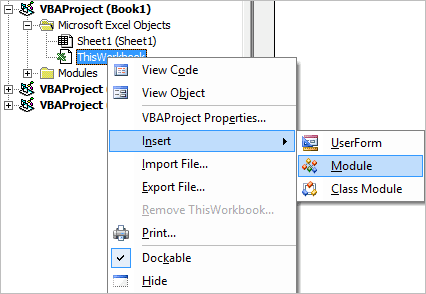 VBAProject (Book1)
Microsoft Excel Objects
Sheet1 (Sheet1)
ThisWorkbook
Modules
VBAProject (
VBAProject (
View Code
View Object
VBAProject Properties...
Insert
Import File...
Export File...
Remove ThisWorkbook...
Print...
Dockable
Hide
UserForm
Module
Class Module